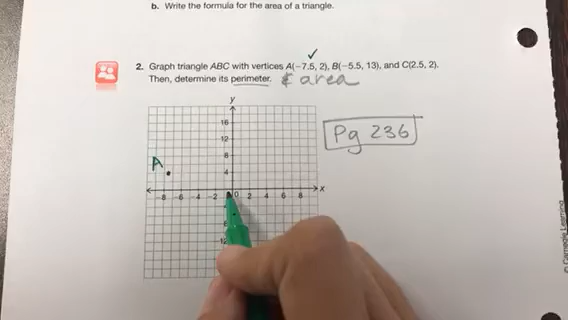 b. Write the formula for the area of a triangle.
2. Graph triangle ABC with vertices A(−7.5, 2), B(−5.5, 13), and C(2.5, 2).
Then, determine its perimeter. & area
Pg 236
y
16
12
8
4
A
−8 −6 −4 −2 0 2 4 6 8 x
© Carnegie Learning